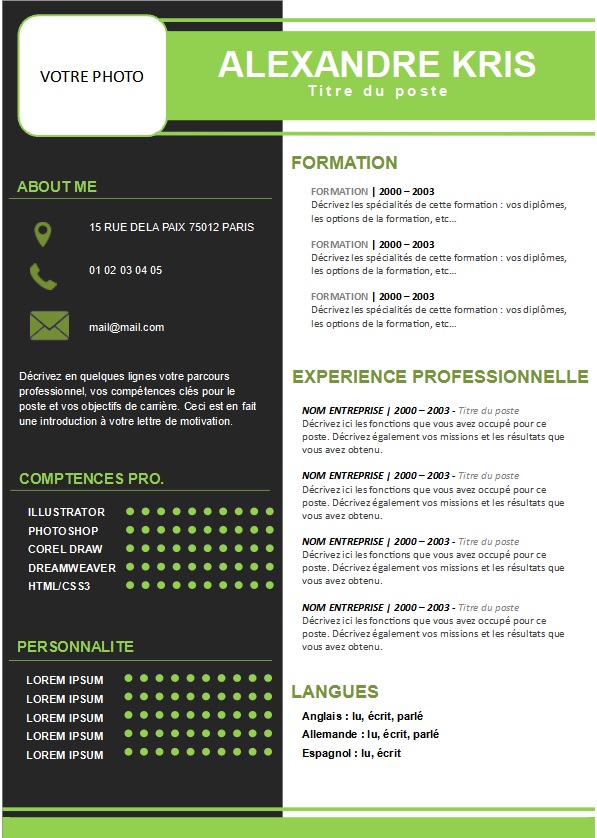 VOTRE PHOTO
ALEXANDRE KRIS
Titre du poste
ABOUT ME
15 RUE DELA PAIX 75012 PARIS
01 02 03 04 05
mail@mail.com
Décrivez en quelques lignes votre parcours
professionnel, vos compétences clés pour le
poste et vos objectifs de carrière. Ceci est en fait
une introduction à votre lettre de motivation.
COMPTENCES PRO.
ILLUSTRATOR
PHOTOSHOP
COREL DRAW
DREAMWEAVER
HTML/CSS3
PERSONNALITE
LOREM IPSUM
LOREM IPSUM
LOREM IPSUM
LOREM IPSUM
LOREM IPSUM
FORMATION
FORMATION | 2000 – 2003
Décrivez les spécialités de cette formation : vos diplômes,
les options de la formation, etc...
FORMATION | 2000 – 2003
Décrivez les spécialités de cette formation : vos diplômes,
les options de la formation, etc...
FORMATION | 2000 – 2003
Décrivez les spécialités de cette formation : vos diplômes,
les options de la formation, etc...
EXPERIENCE PROFESSIONNELLE
NOM ENTREPRISE | 2000 – 2003 - Titre du poste
Décrivez ici les fonctions que vous avez occupé pour ce
poste. Décrivez également vos missions et les résultats que
vous avez obtenu.
NOM ENTREPRISE | 2000 – 2003 - Titre du poste
Décrivez ici les fonctions que vous avez occupé pour ce
poste. Décrivez également vos missions et les résultats que
vous avez obtenu.
NOM ENTREPRISE | 2000 – 2003 - Titre du poste
Décrivez ici les fonctions que vous avez occupé pour ce
poste. Décrivez également vos missions et les résultats que
vous avez obtenu.
NOM ENTREPRISE | 2000 – 2003 - Titre du poste
Décrivez ici les fonctions que vous avez occupé pour ce
poste. Décrivez également vos missions et les résultats que
vous avez obtenu.
LANGUES
Anglais : lu, écrit, parlé
Allemande : lu, écrit, parlé
Espagnol : lu, écrit